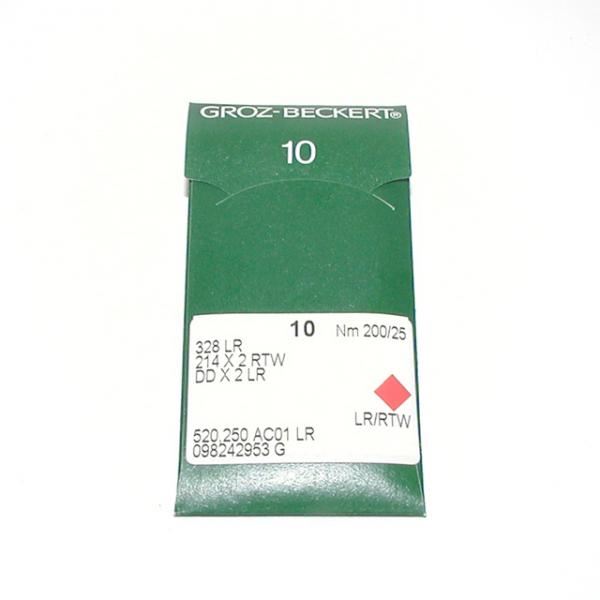 GROZ-BECKERT®
10
10 Nm 200/25
328 LR
214 X 2 RTW
DD X 2 LR
LR/RTW
520.250 AC01 LR
098242953 G